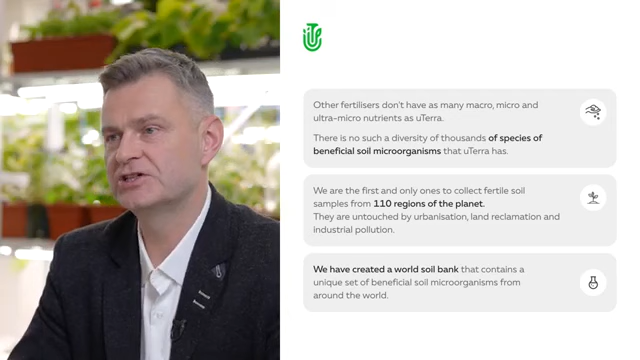 Other fertilisers don't have as many macro, micro and
ultra-micro nutrients as uTerra.
There is no such a diversity of thousands of species of
beneficial soil microorganisms that uTerra has.
We are the first and only ones to collect fertile soil
samples from 110 regions of the planet.
They are untouched by urbanisation, land reclamation and
industrial pollution.
We have created a world soil bank that contains a
unique set of beneficial soil microorganisms from
around the world.